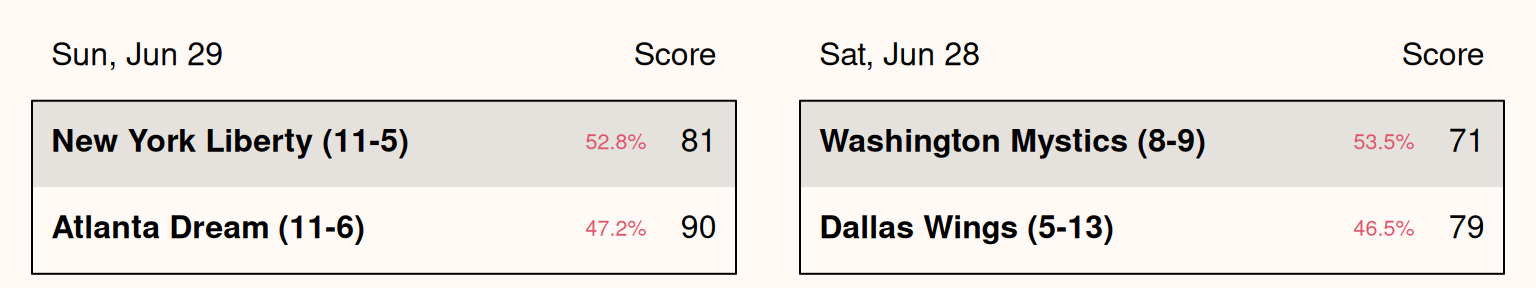 Sun, Jun 29 Score
New York Liberty (11-5) 52.8% 81
Atlanta Dream (11-6) 47.2% 90
Sat, Jun 28 Score
Washington Mystics (8-9) 53.5% 71
Dallas Wings (5-13) 46.5% 79